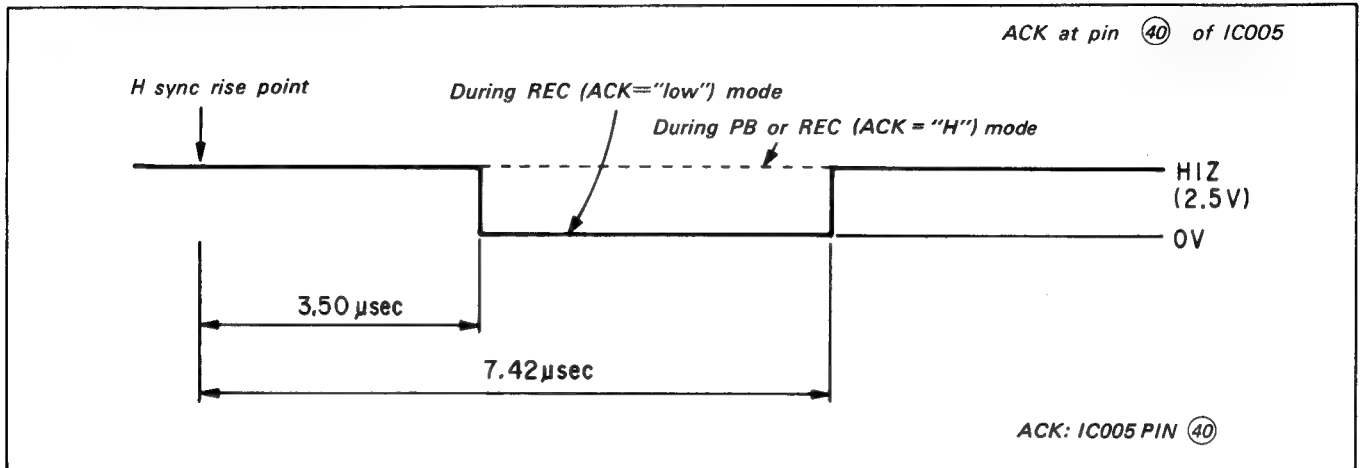 ACK at pin 40 of IC005
H sync rise point
During REC (ACK="low") mode
During PB or REC (ACK = "H") mode
HIZ
(2.5V)
0V
3.50 μsec
7.42μsec
ACK: IC005 PIN 40